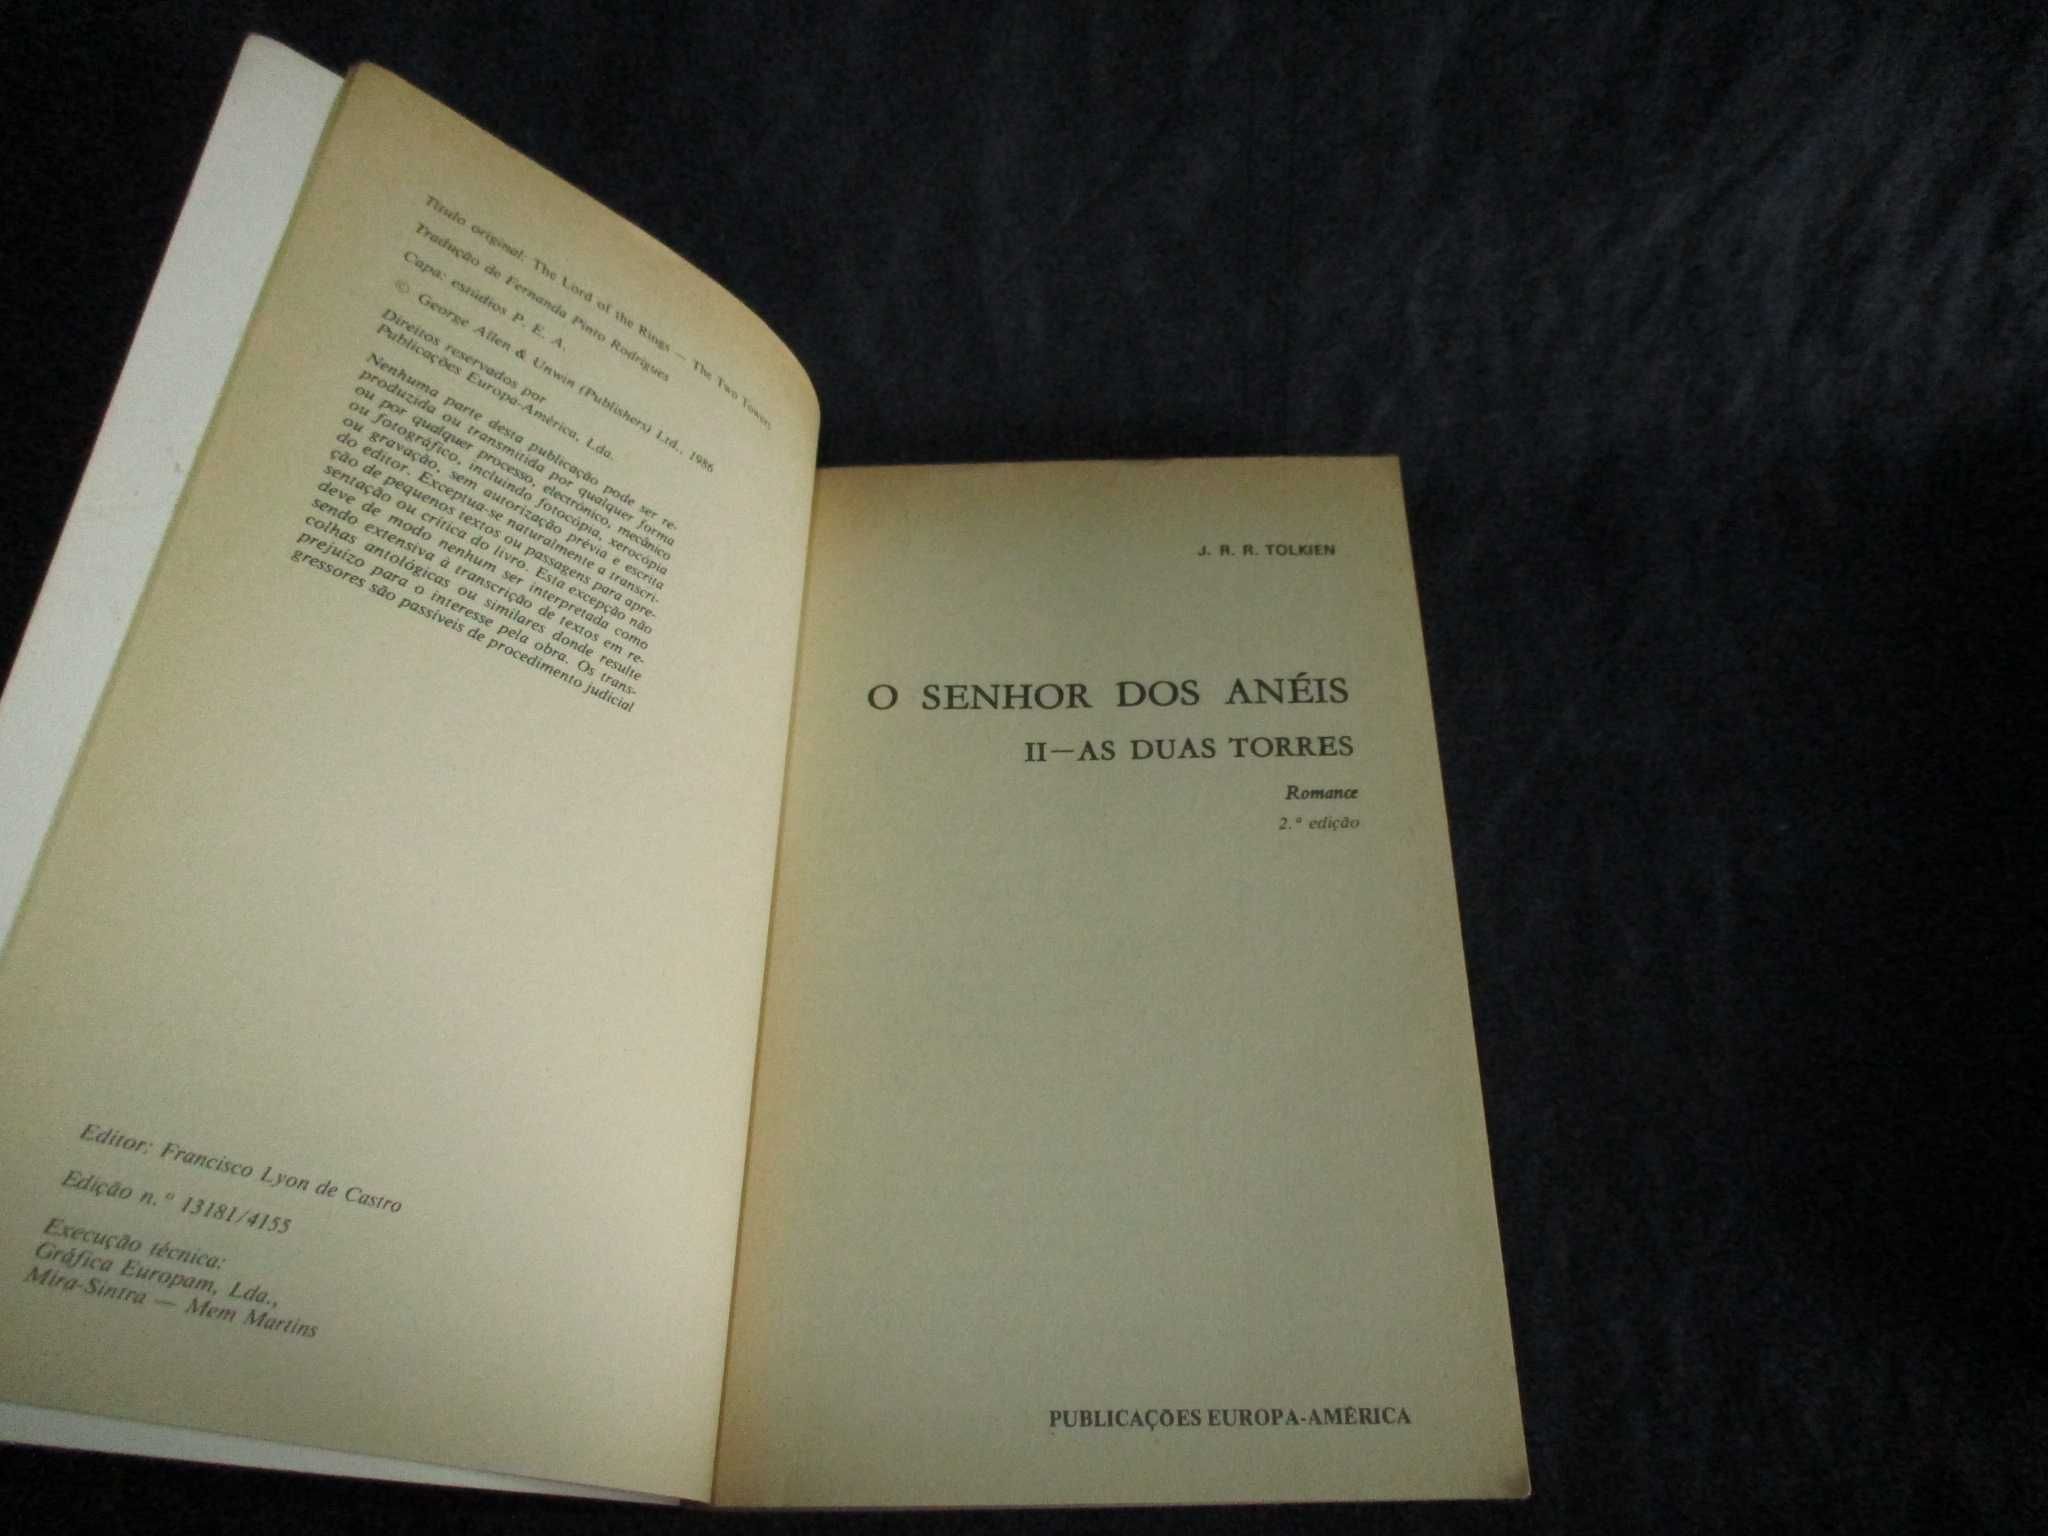 Título original: The Lord of the Rings — The Two Towers
Tradução de Fernanda Pinto Rodrigues
Capa: estúdios P. E. A.
© George Allen & Unwin (Publishers) Ltd., 1986
Direitos reservados por
Publicações Europa-América, Lda.
Nenhuma parte desta publicação pode ser re-
produzida ou transmitida por qualquer forma
ou por qualquer processo, electrónico, mecânico
ou fotográfico, incluindo fotocópia, xerocópia
ou gravação, sem autorização prévia e escrita
do editor. Exceptua-se naturalmente a transcri-
ção de pequenos textos ou passagens para apre-
sentação ou crítica do livro. Esta excepção não
deve de modo nenhum ser interpretada como
sendo extensiva à transcrição de textos em re-
colhas antológicas ou similares donde resulte
prejuízo para o interesse pela obra. Os trans-
gressores são passíveis de procedimento judicial
Editor: Francisco Lyon de Castro
Edição n.º 13181/4155
Execução técnica:
Gráfica Europam, Lda.,
Mira-Sintra — Mem Martins
J. R. R. TOLKIEN
O SENHOR DOS ANÉIS
II—AS DUAS TORRES
Romance
2.ª edição
PUBLICAÇÕES EUROPA-AMÉRICA